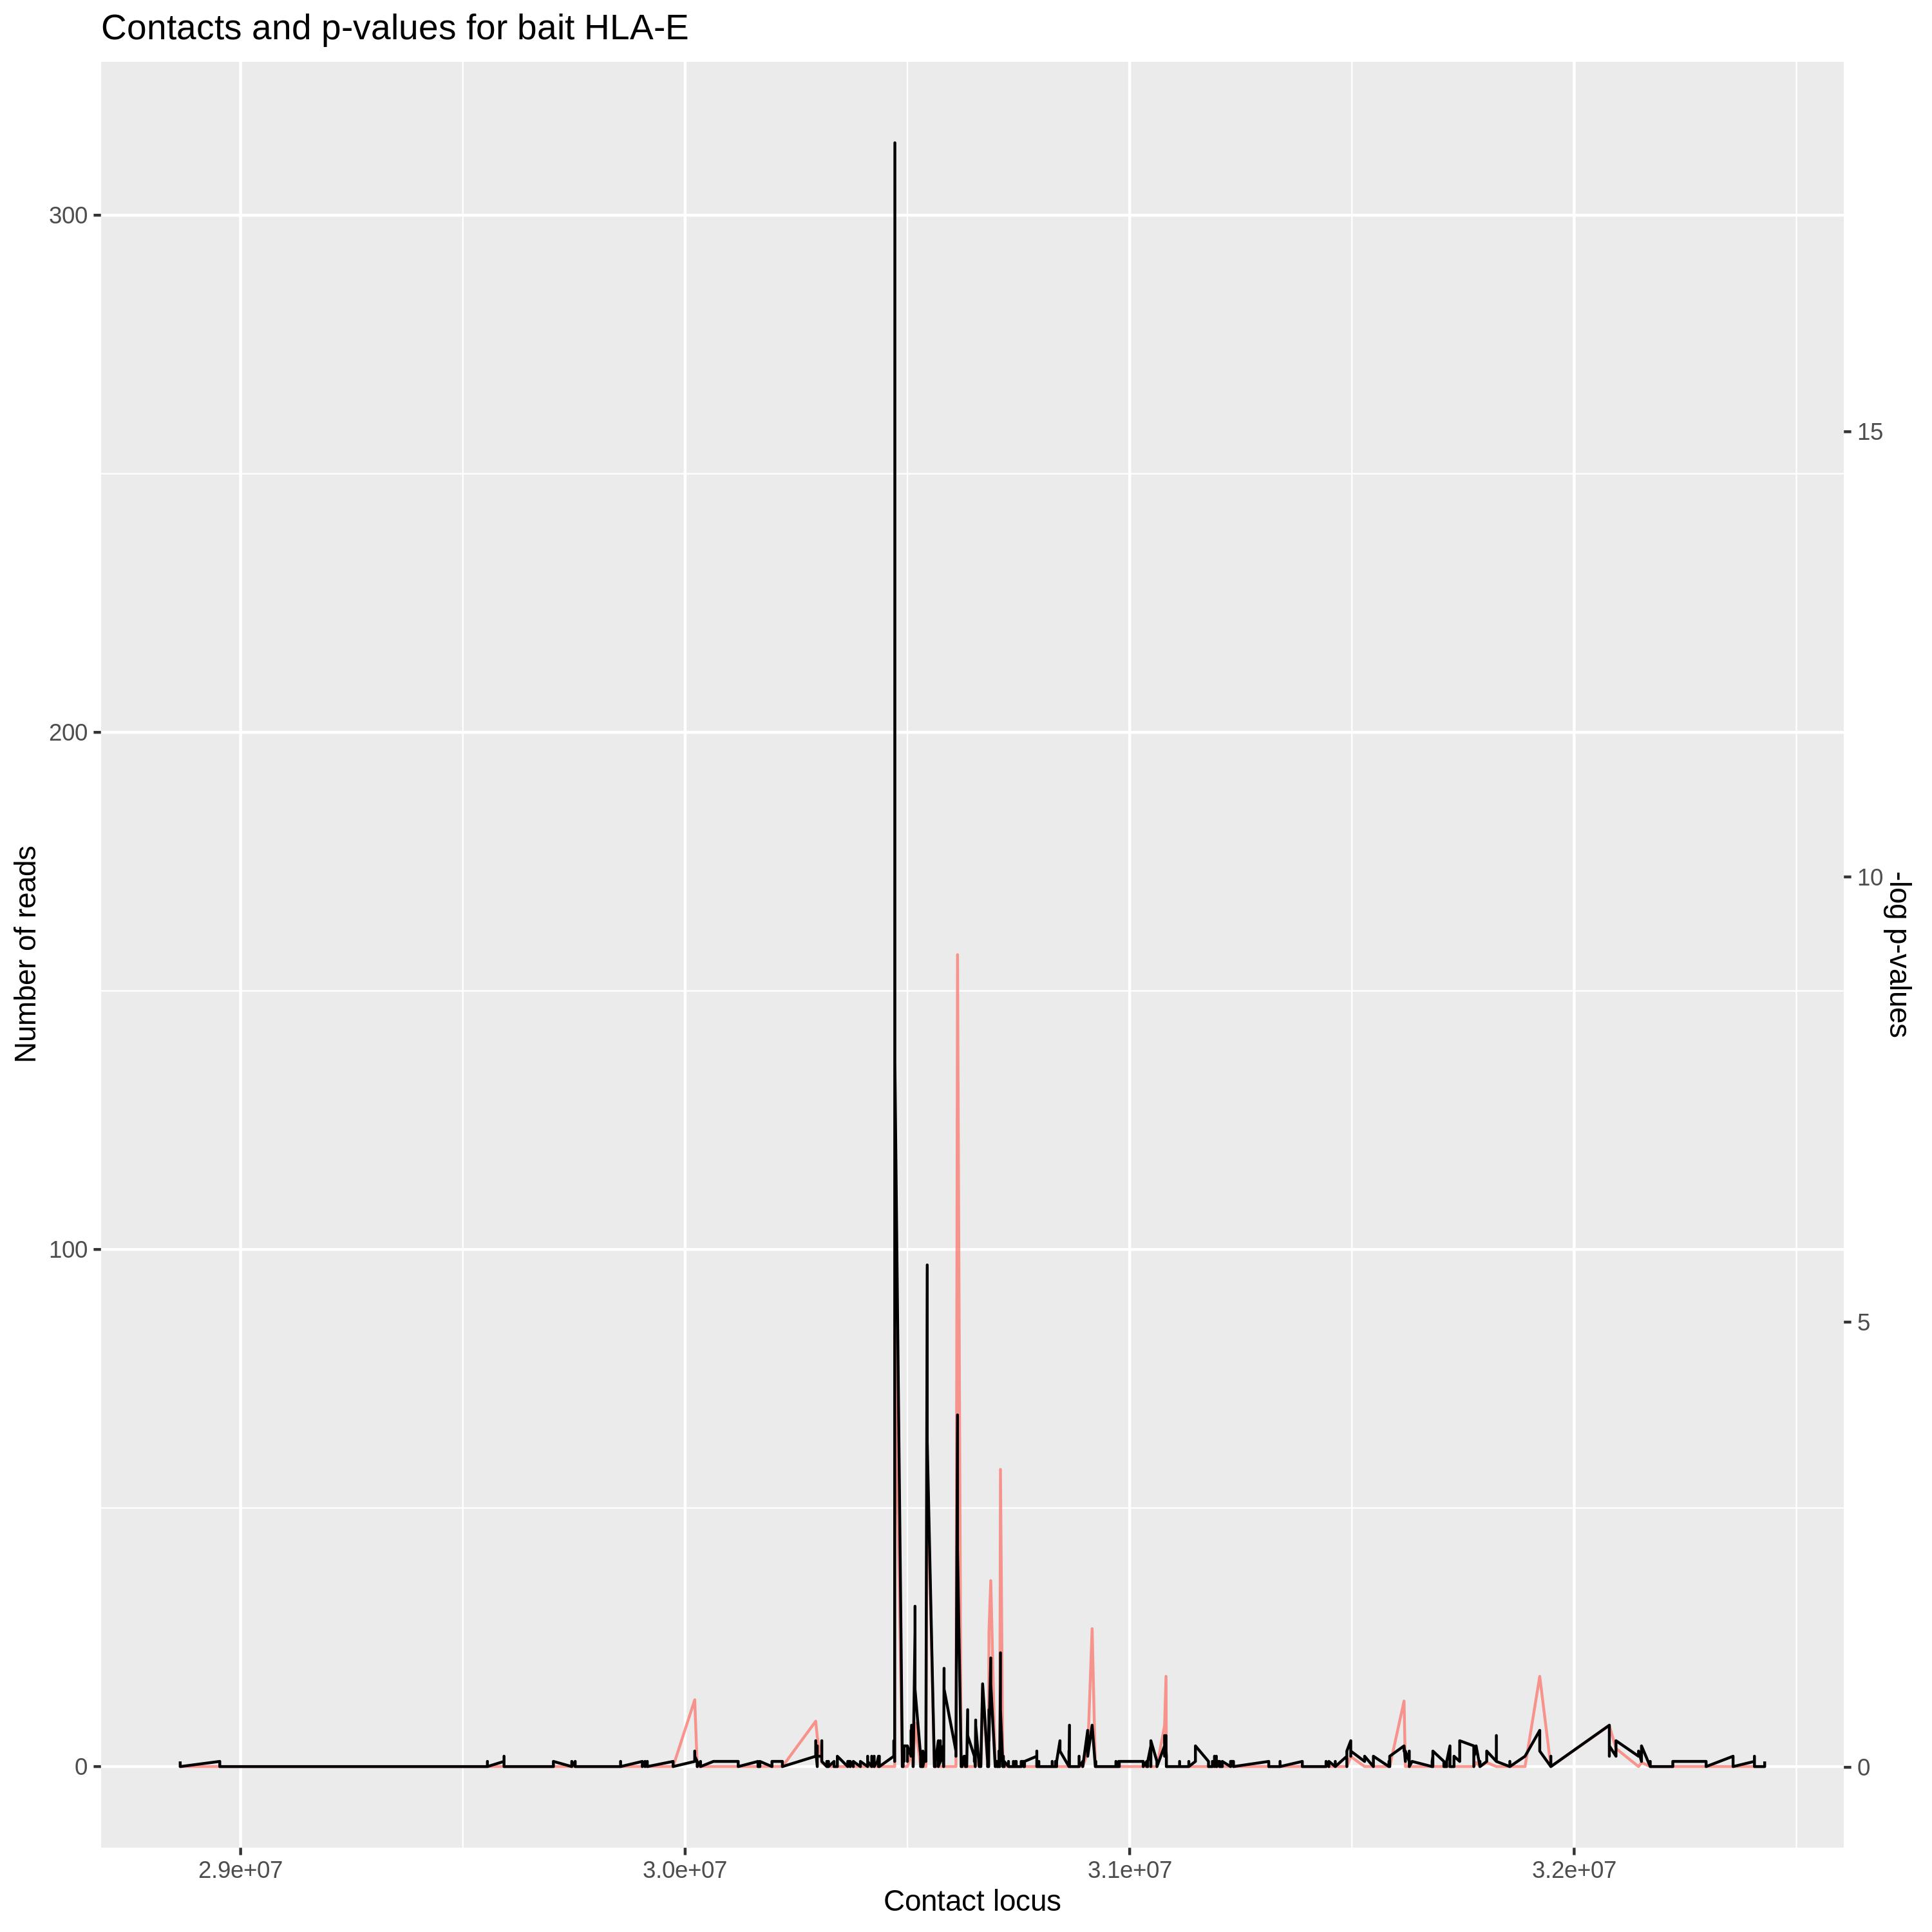 Contacts and p-values for bait HLA-E
300
200
100
0
Number of reads
15
10
5
0
-log p-values
2.9e+07
3.0e+07
3.1e+07
3.2e+07
Contact locus